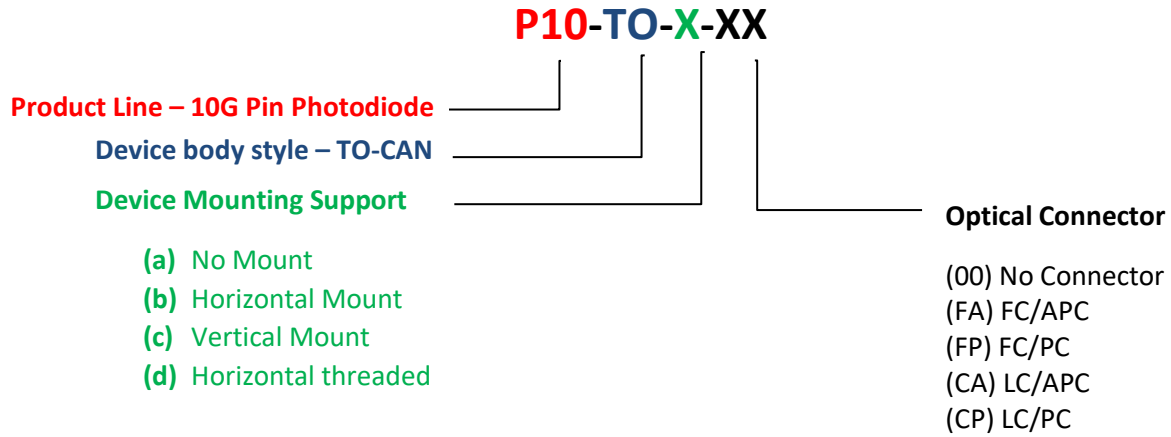 P10-TO-X-XX
Product Line – 10G Pin Photodiode
Device body style – TO-CAN
Device Mounting Support
(a) No Mount
(b) Horizontal Mount
(c) Vertical Mount
(d) Horizontal threaded
Optical Connector
(00) No Connector
(FA) FC/APC
(FP) FC/PC
(CA) LC/APC
(CP) LC/PC